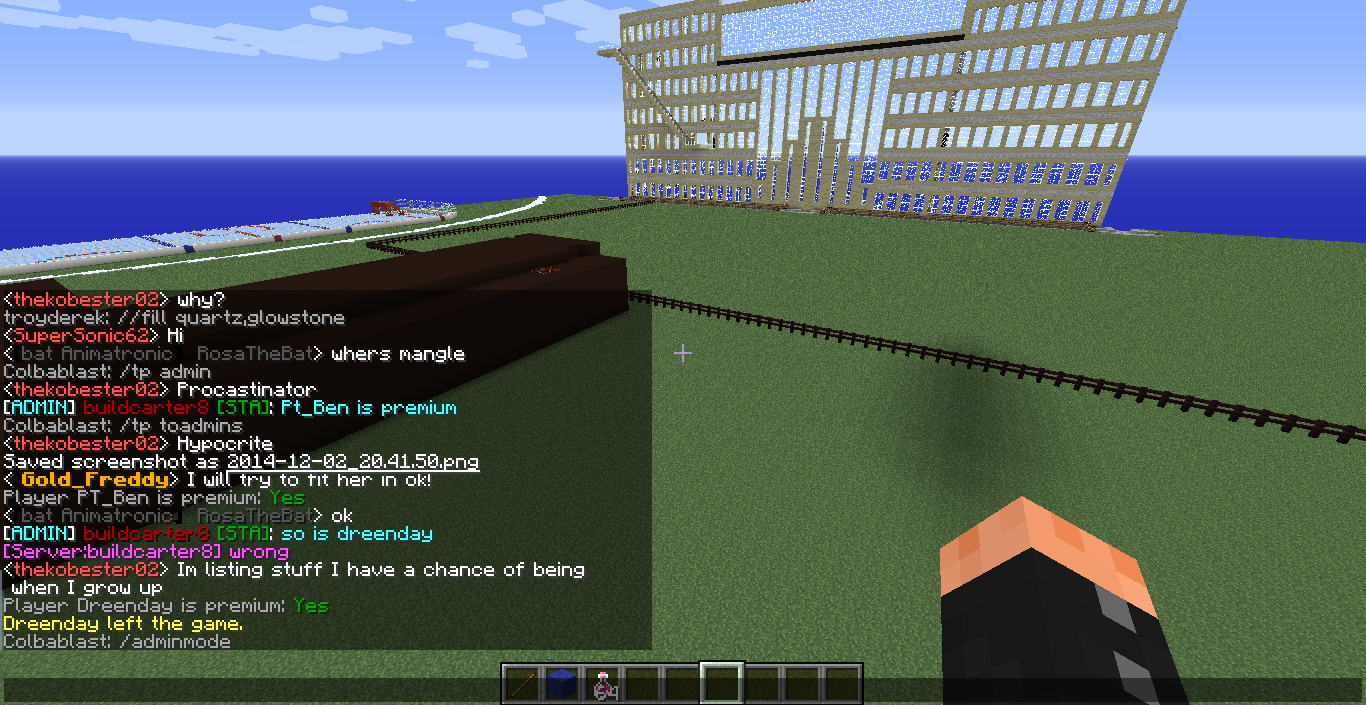 <thekobester02> why?
troyderek: //fill quartz,glowstone
<SuperSonic62> Hi
< bat Animatronic  RosaTheBat> whers mangle
Colbablast: /tp admin
<thekobester02> Procastinator
[ADMIN] buildcarter8 [STA]: Pt_Ben is premium
Colbablast: /tp toadmins
<thekobester02> Hypocrite
Saved screenshot as 2014-12-02_20.41.50.png
< Gold_Freddy> I will try to fit her in ok!
Player PT_Ben is premium: Yes
< bat Animatronic  RosaTheBat> ok
[ADMIN] buildcarter8 [STA]: so is dreenday
[Server:buildcarter8] wrong
<thekobester02> Im listing stuff I have a chance of being
when I grow up
Player Dreenday is premium: Yes
Dreenday left the game.
Colbablast: /adminmode
64